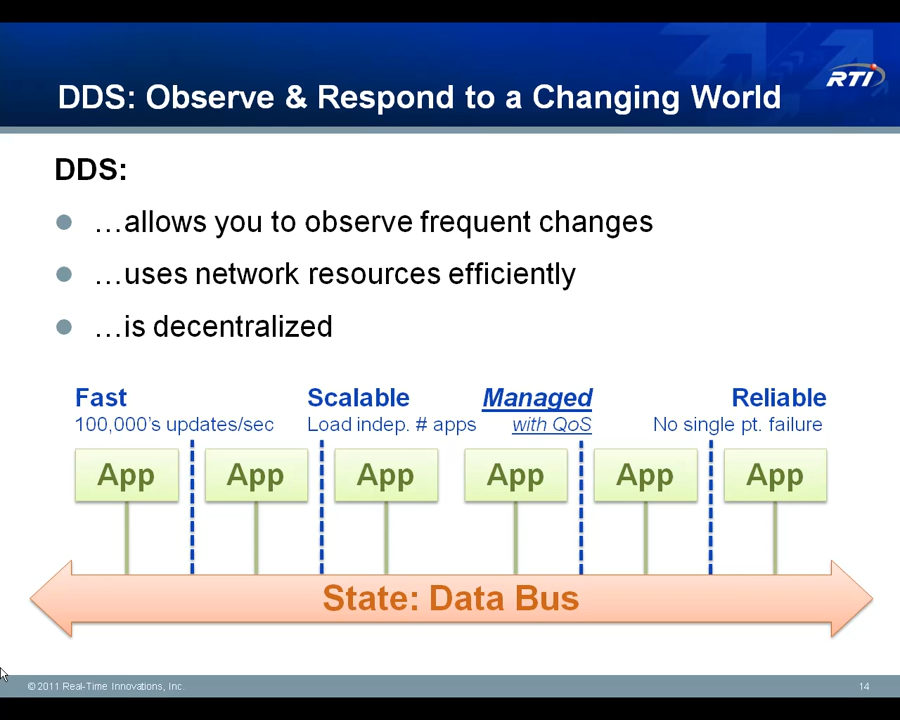 DDS: Observe & Respond to a Changing World
RTI
DDS:
…allows you to observe frequent changes
…uses network resources efficiently
…is decentralized
Fast
100,000's updates/sec
Scalable
Load indep. # apps
Managed
with QoS
Reliable
No single pt. failure
App App App App App App
State: Data Bus
© 2011 Real-Time Innovations, Inc.
14